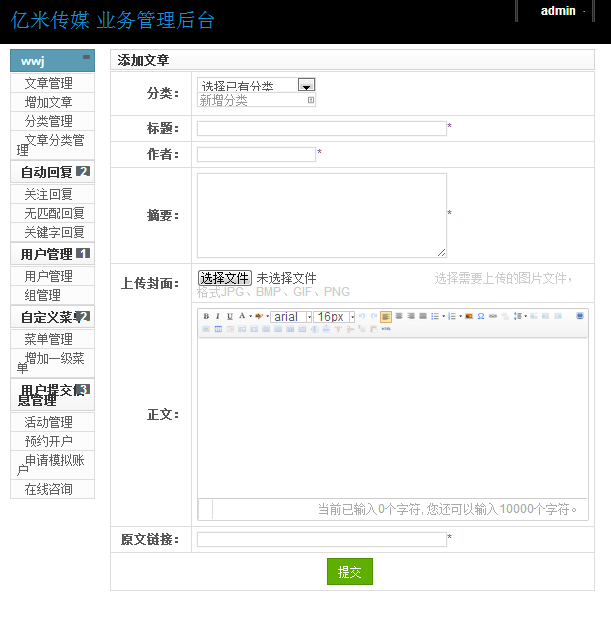 亿米传媒 业务管理后台
admin
wwj
文章管理
增加文章
分类管理
文章分类管
理
自动回复 2
关注回复
无匹配回复
关键字回复
用户管理 1
用户管理
组管理
自定义菜单 2
菜单管理
增加一级菜
单
用户提交信 3
息管理
活动管理
预约开户
申请模拟账
户
在线咨询
添加文章
分类：
选择已有分类
新增分类
标题： *
作者： *
摘要： *
上传封面： 选择文件 未选择文件 选择需要上传的图片文件，
格式JPG、BMP、GIF、PNG
B I U A arial 16px
HTML
正文：
当前已输入0个字符, 您还可以输入10000个字符。
原文链接： *
提交